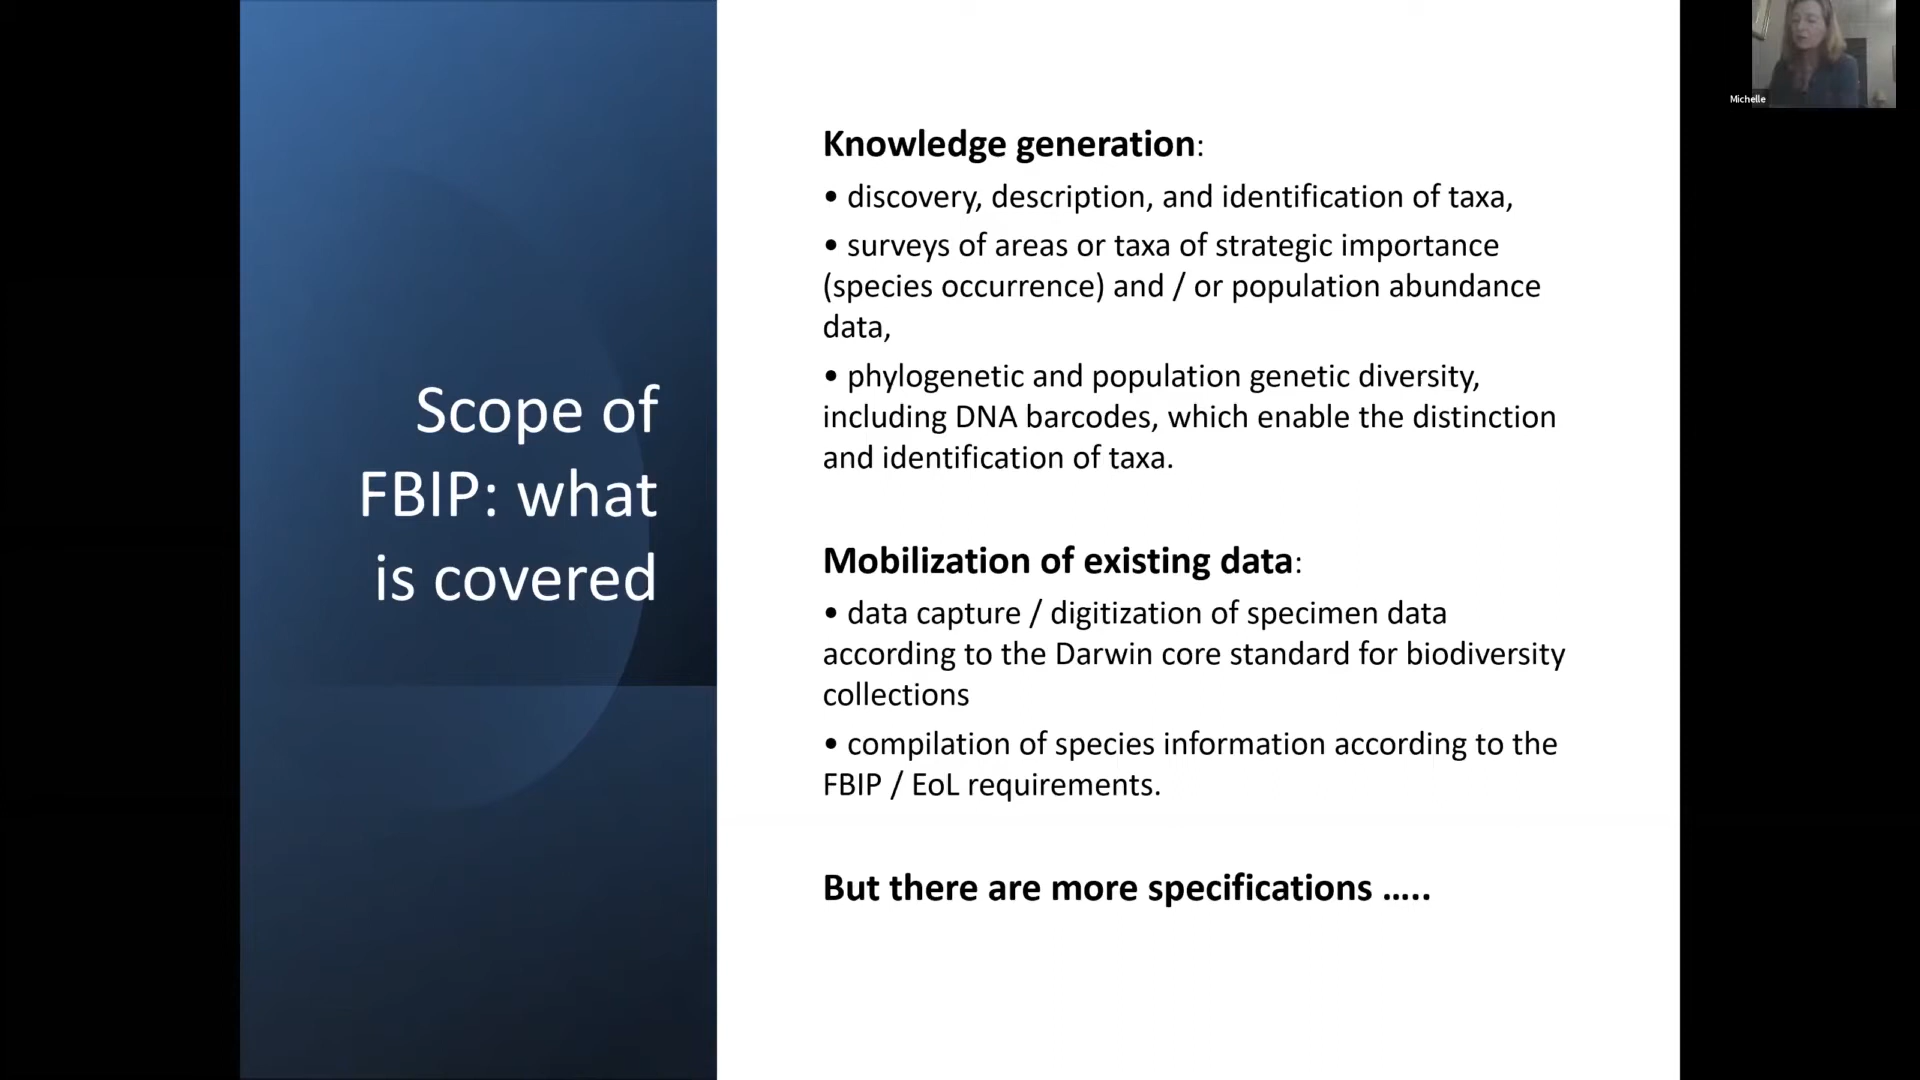 Scope of
FBIP: what
is covered
Knowledge generation:
• discovery, description, and identification of taxa,
• surveys of areas or taxa of strategic importance
(species occurrence) and / or population abundance
data,
• phylogenetic and population genetic diversity,
including DNA barcodes, which enable the distinction
and identification of taxa.
Mobilization of existing data:
• data capture / digitization of specimen data
according to the Darwin core standard for biodiversity
collections
• compilation of species information according to the
FBIP / EoL requirements.
But there are more specifications …..
Michelle